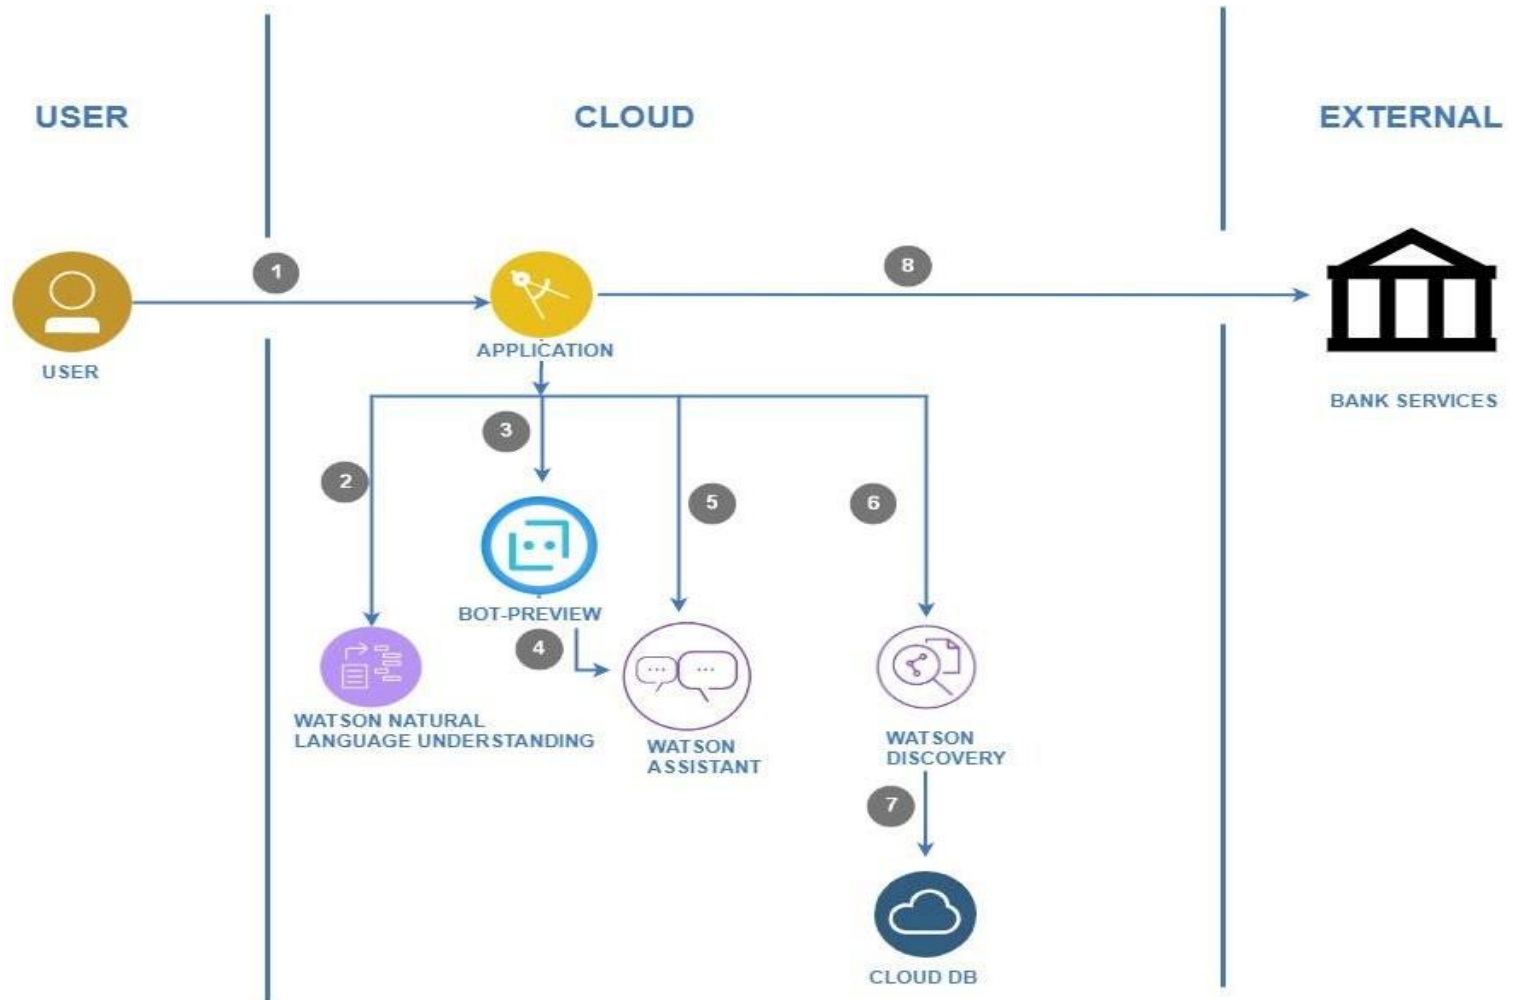 USER
CLOUD
EXTERNAL
1
8
APPLICATION
USER
BANK SERVICES
3
2
5
6
BOT-PREVIEW
4
WATSON NATURAL
LANGUAGE UNDERSTANDING
WATSON
ASSISTANT
WATSON
DISCOVERY
7
CLOUD DB